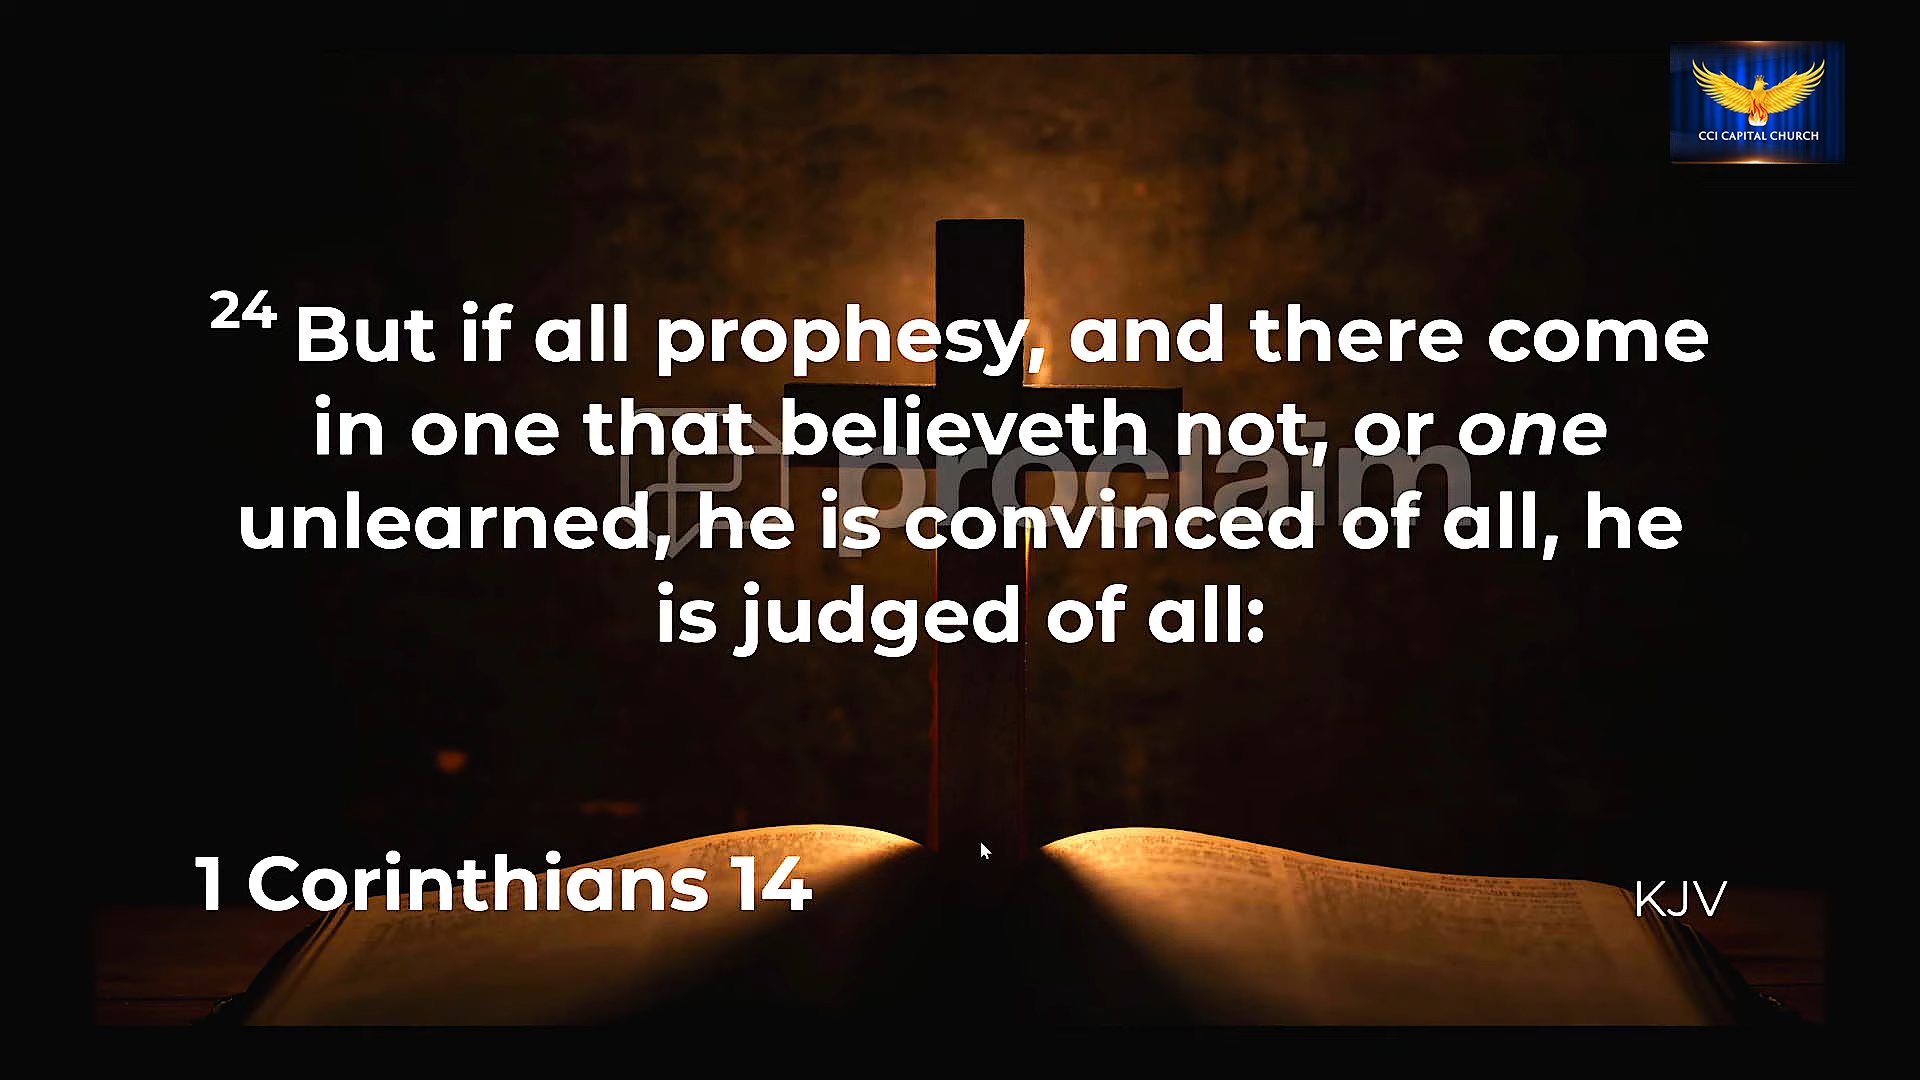 CCI CAPITAL CHURCH
24 But if all prophesy, and there come
in one that believeth not, or one
unlearned, he is convinced of all, he
is judged of all:
proclaim
1 Corinthians 14
KJV